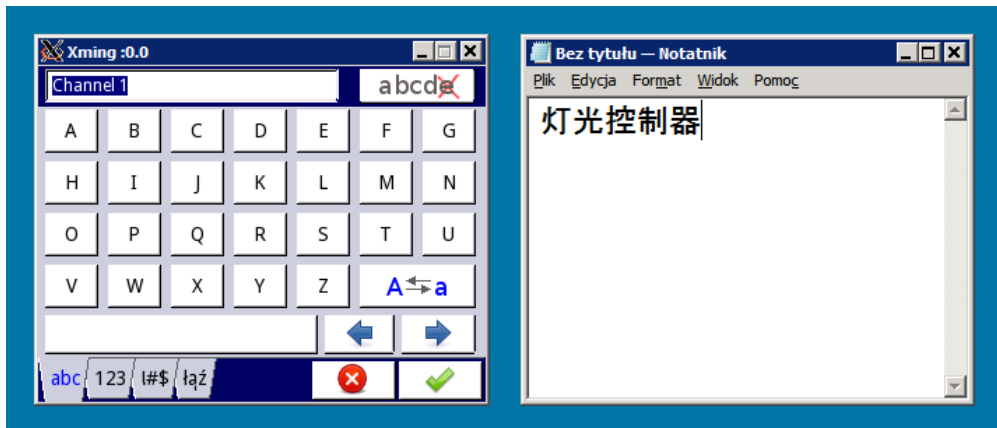 Xming :0.0
Channel 1
abcde
A B C D E F G
H I J K L M N
O P Q R S T U
V W X Y Z A a
abc 123 !#$ łąź
Bez tytułu — Notatnik
Plik Edycja Format Widok Pomoc
灯光控制器